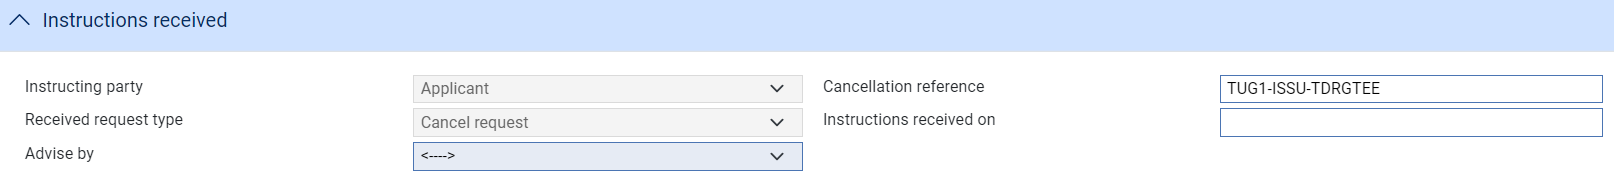 Instructions received
Instructing party Applicant Cancellation reference TUG1-ISSU-TDRGTEE
Received request type Cancel request Instructions received on
Advise by <---->